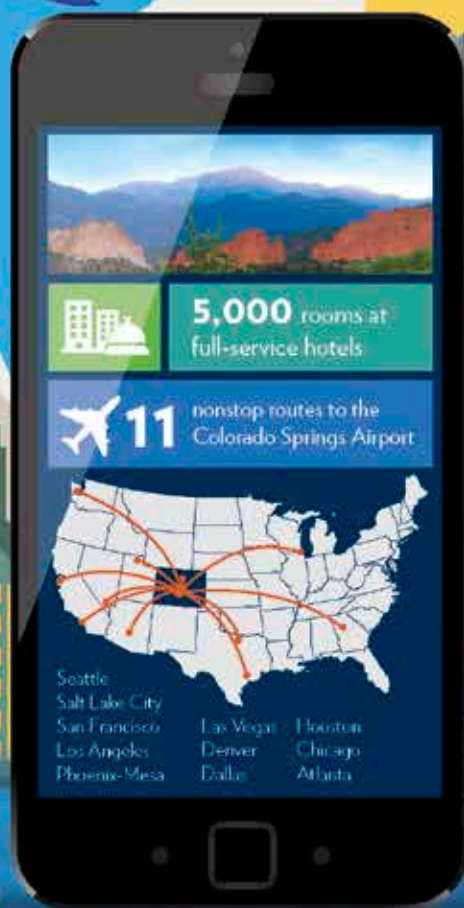 5,000 rooms at
full-service hotels
11 nonstop routes to the
Colorado Springs Airport
Seattle
Salt Lake City
San Francisco
Los Angeles
Phoenix-Mesa
Las Vegas
Denver
Dallas
Houston
Chicago
Atlanta